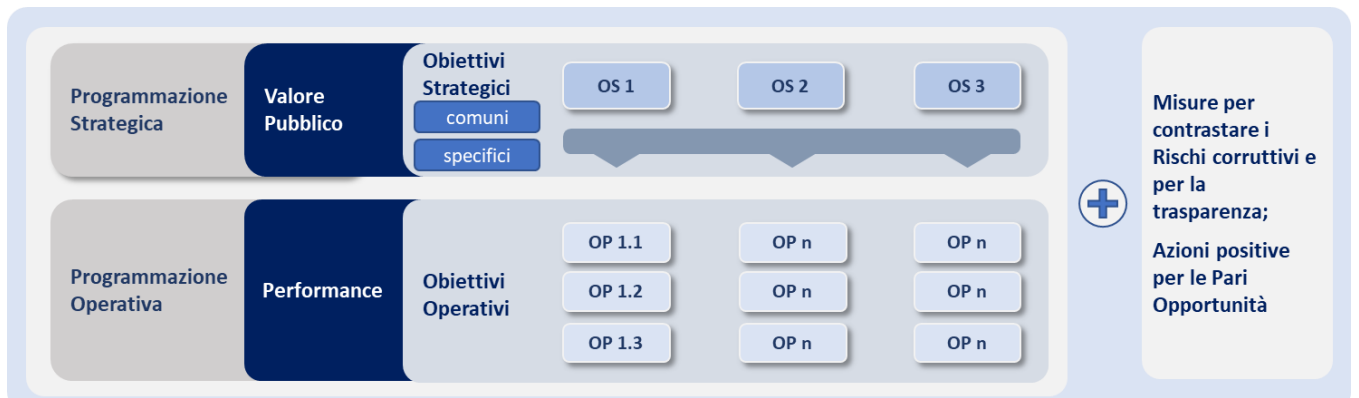 Programmazione
Strategica
Valore
Pubblico
Obiettivi
Strategici
comuni
specifici
OS 1
OS 2
OS 3
Programmazione
Operativa
Performance
Obiettivi
Operativi
OP 1.1
OP n
OP n
OP 1.2
OP n
OP n
OP 1.3
OP n
OP n
Misure per
contrastare i
Rischi corruttivi e
per la
trasparenza;
Azioni positive
per le Pari
Opportunità